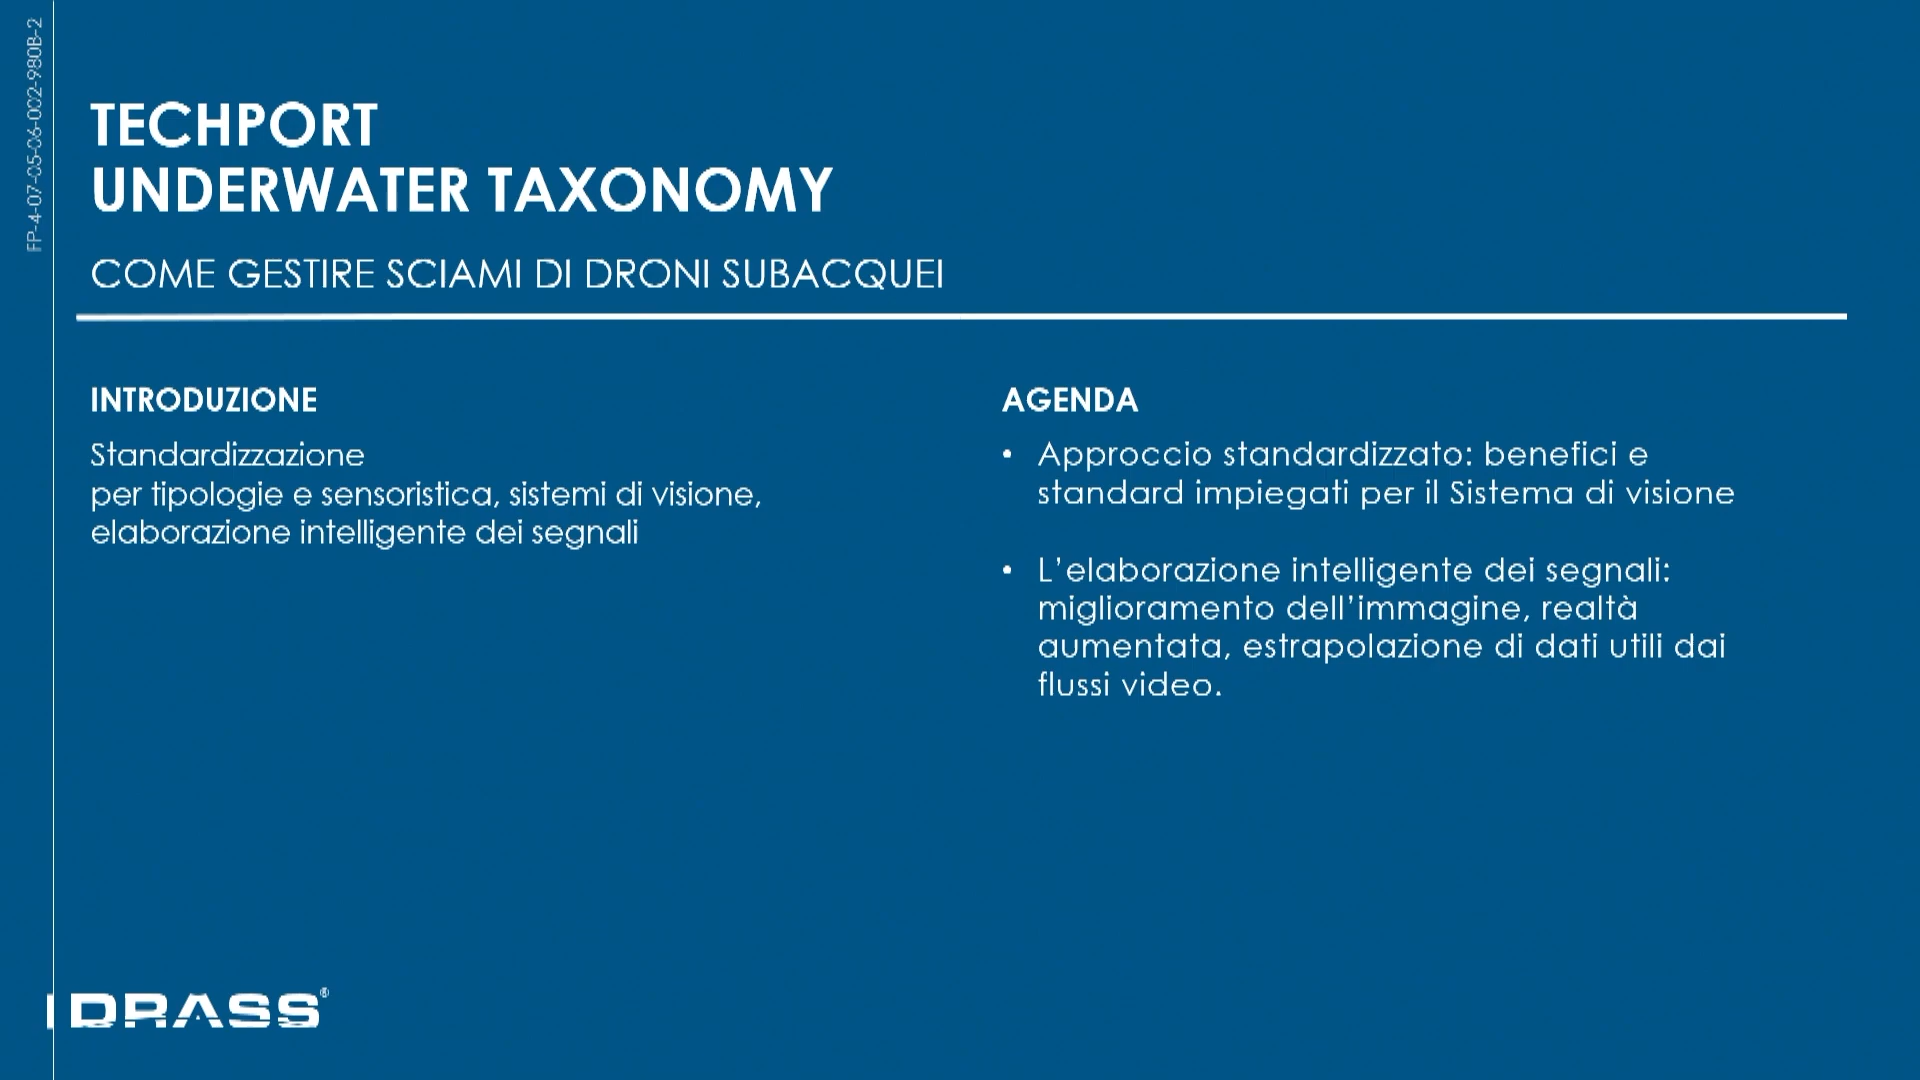 FP-4-07-05-06-002-980B-2
TECHPORT
UNDERWATER TAXONOMY
COME GESTIRE SCIAMI DI DRONI SUBACQUEI
INTRODUZIONE
Standardizzazione
per tipologie e sensoristica, sistemi di visione,
elaborazione intelligente dei segnali
AGENDA
• Approccio standardizzato: benefici e
standard impiegati per il Sistema di visione
• L’elaborazione intelligente dei segnali:
miglioramento dell’immagine, realtà
aumentata, estrapolazione di dati utili dai
flussi video.
DRASS®